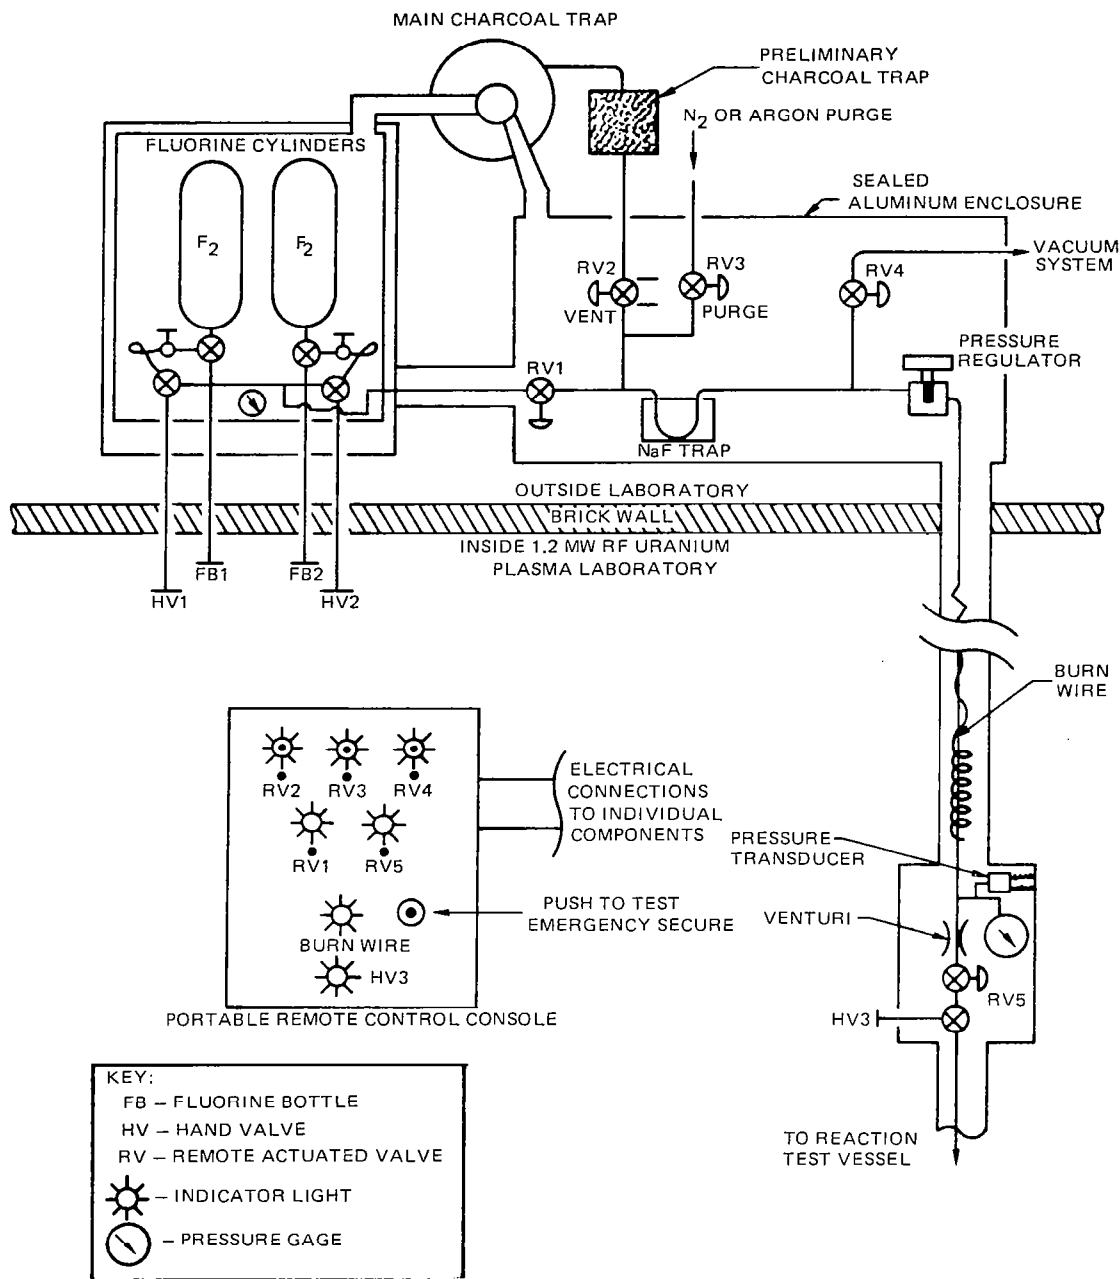 MAIN CHARCOAL TRAP
PRELIMINARY
CHARCOAL TRAP
N2 OR ARGON PURGE
FLUORINE CYLINDERS
SEALED
ALUMINUM ENCLOSURE
F2
F2
RV2
VENT
RV3
PURGE
RV4
VACUUM
SYSTEM
PRESSURE
REGULATOR
RV1
NaF TRAP
OUTSIDE LABORATORY
BRICK WALL
INSIDE 1.2 MW RF URANIUM
PLASMA LABORATORY
HV1
FB1
FB2
HV2
BURN
WIRE
RV2
RV3
RV4
RV1
RV5
BURN WIRE
HV3
ELECTRICAL
CONNECTIONS
TO INDIVIDUAL
COMPONENTS
PUSH TO TEST
EMERGENCY SECURE
PORTABLE REMOTE CONTROL CONSOLE
PRESSURE
TRANSDUCER
VENTURI
RV5
HV3
TO REACTION
TEST VESSEL
KEY:
FB – FLUORINE BOTTLE
HV – HAND VALVE
RV – REMOTE ACTUATED VALVE
– INDICATOR LIGHT
– PRESSURE GAGE